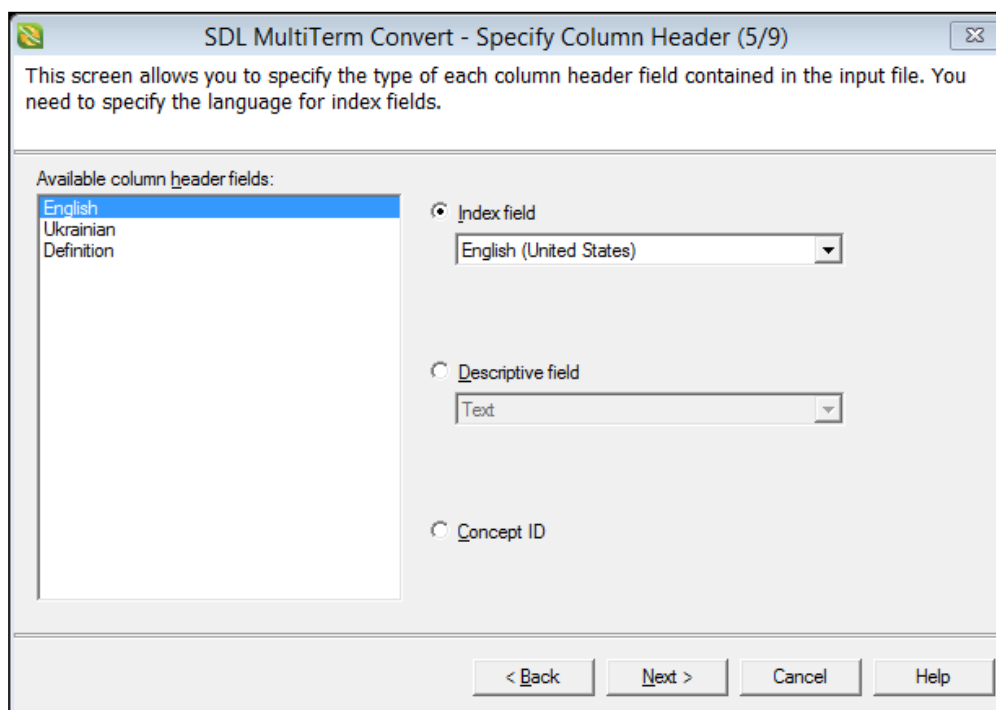 SDL MultiTerm Convert - Specify Column Header (5/9)
This screen allows you to specify the type of each column header field contained in the input file. You
need to specify the language for index fields.
Available column header fields:
English
Ukrainian
Definition
Index field
English (United States)
Descriptive field
Text
Concept ID
< Back
Next >
Cancel
Help